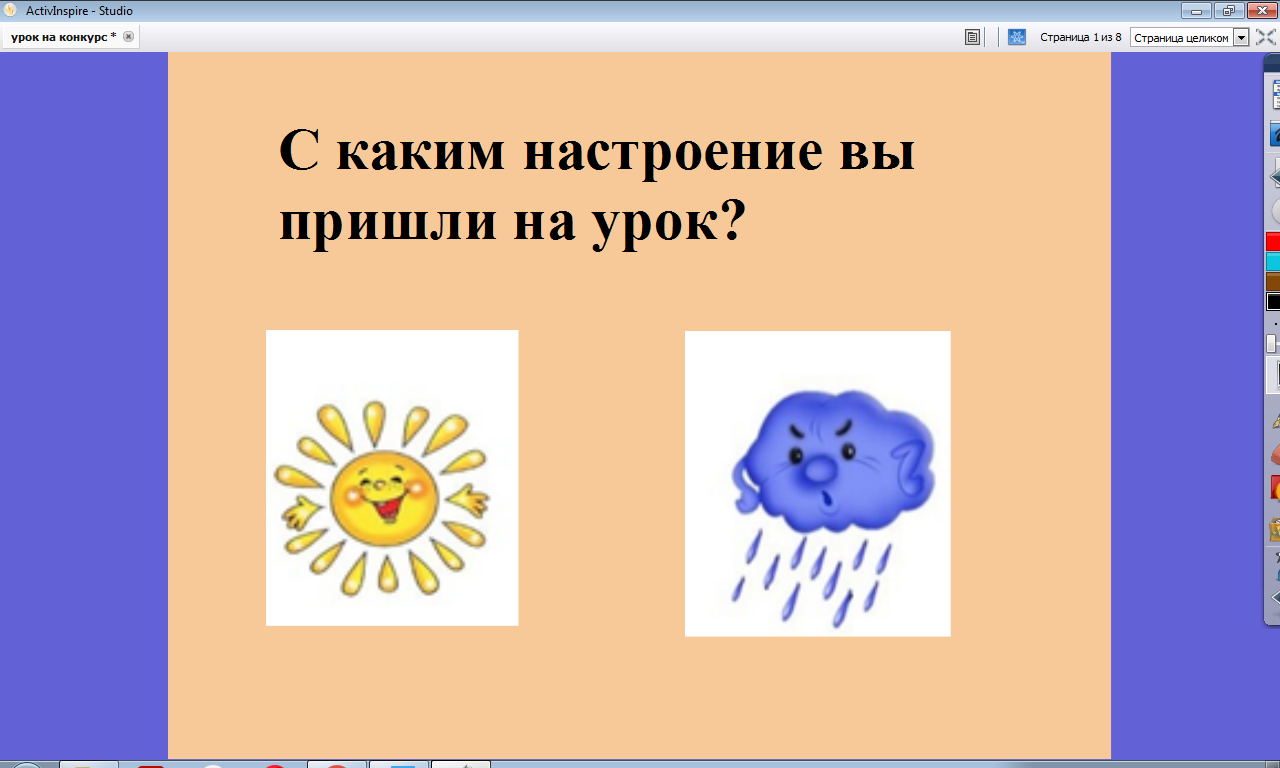 ActivInspire - Studio
урок на конкурс *
Страница 1 из 8
Страница целиком
С каким настроение вы
пришли на урок?